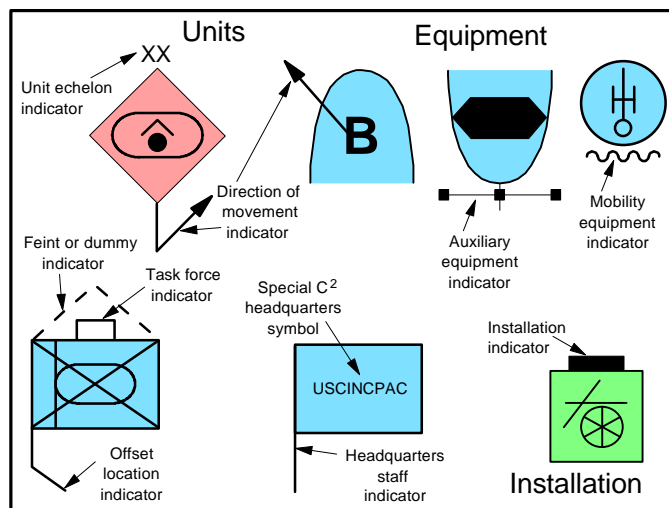 Units
Equipment
XX
Unit echelon
indicator
B
Direction of
movement
indicator
Auxiliary
equipment
indicator
Mobility
equipment
indicator
Feint or dummy
indicator
Task force
indicator
Special C2
headquarters
symbol
USCINCPAC
Installation
indicator
Offset
location
indicator
Headquarters
staff
indicator
Installation